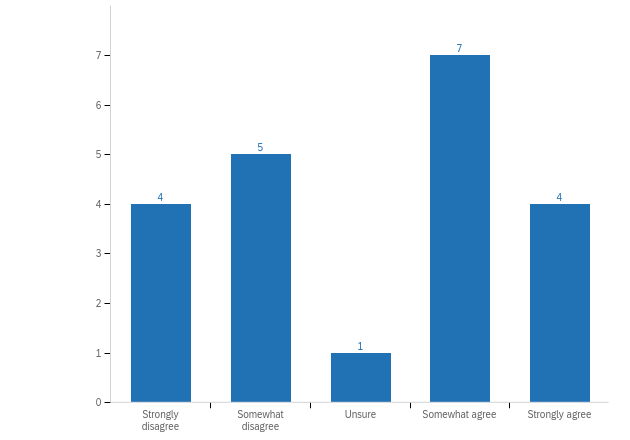 7
6
5
4
3
2
1
0
4
5
1
7
4
Strongly
disagree
Somewhat
disagree
Unsure
Somewhat agree
Strongly agree